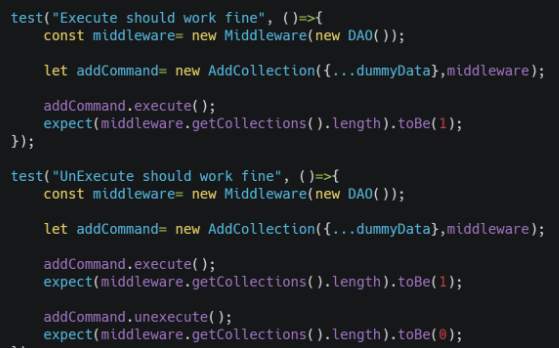 test("Execute should work fine", ()=>{
    const middleware= new Middleware(new DAO());

    let addCommand= new AddCollection({...dummyData},middleware);

    addCommand.execute();
    expect(middleware.getCollections().length).toBe(1);
});

test("UnExecute should work fine", ()=>{
    const middleware= new Middleware(new DAO());

    let addCommand= new AddCollection({...dummyData},middleware);

    addCommand.execute();
    expect(middleware.getCollections().length).toBe(1);

    addCommand.unexecute();
    expect(middleware.getCollections().length).toBe(0);